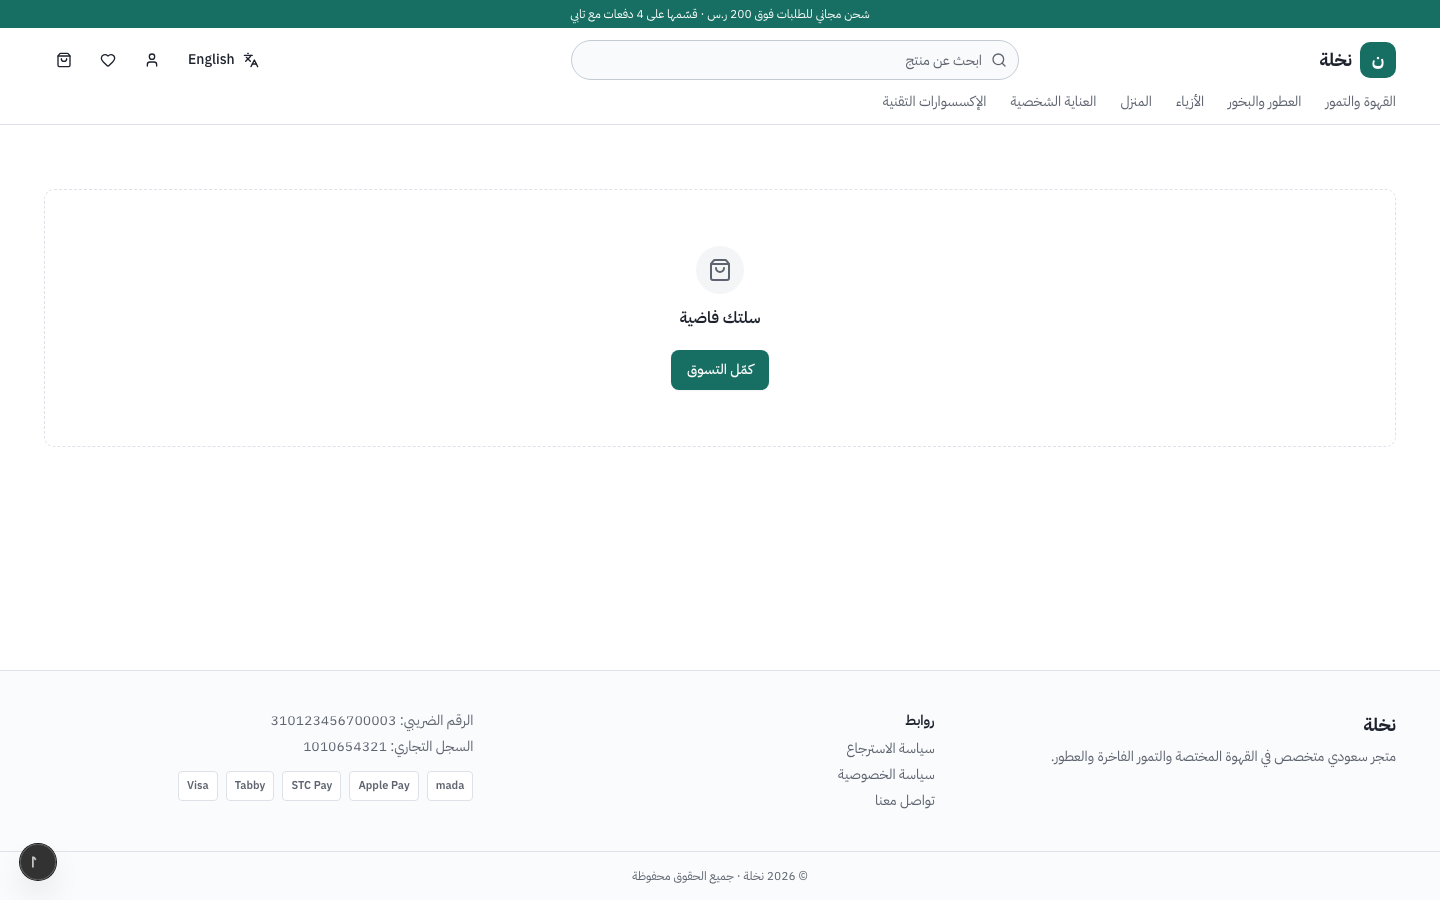 شحن مجاني للطلبات فوق 200 ر.س · قسّمها على 4 دفعات مع تابي
ن نخلة
ابحث عن منتج
English
القهوة والتمور
العطور والبخور
الأزياء
المنزل
العناية الشخصية
الإكسسوارات التقنية
سلتك فاضية
كمّل التسوق
نخلة
متجر سعودي متخصص في القهوة المختصة والتمور الفاخرة والعطور.
روابط
سياسة الاسترجاع
سياسة الخصوصية
تواصل معنا
الرقم الضريبي: 310123456700003
السجل التجاري: 1010654321
mada
Apple Pay
STC Pay
Tabby
Visa
© 2026 نخلة · جميع الحقوق محفوظة